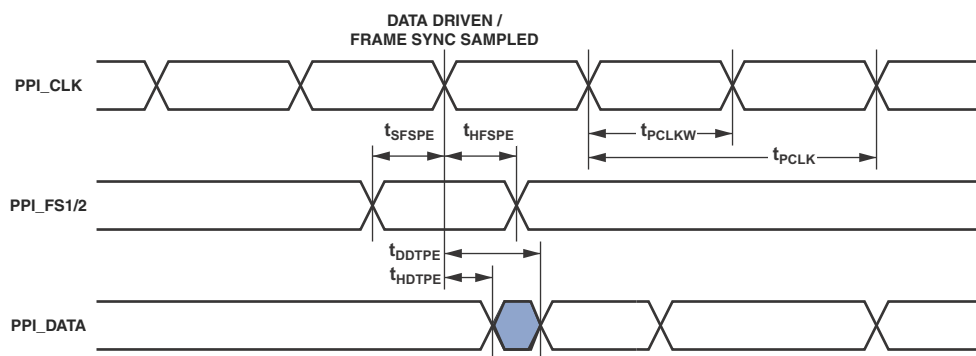 DATA DRIVEN /
FRAME SYNC SAMPLED
PPI_CLK
tSFSPE
tHFSPE
tPCLKW
tPCLK
PPI_FS1/2
tDDTPE
tHDTPE
PPI_DATA